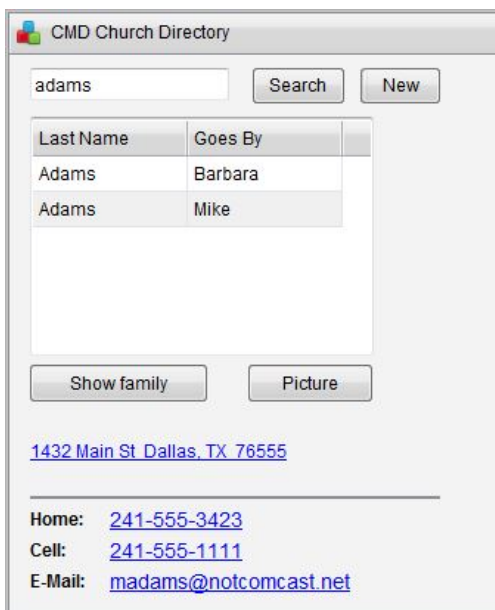 CMD Church Directory
adams Search New
Last Name Goes By
Adams Barbara
Adams Mike
Show family Picture
1432 Main St Dallas, TX 76555
Home: 241-555-3423
Cell: 241-555-1111
E-Mail: madams@notcomcast.net